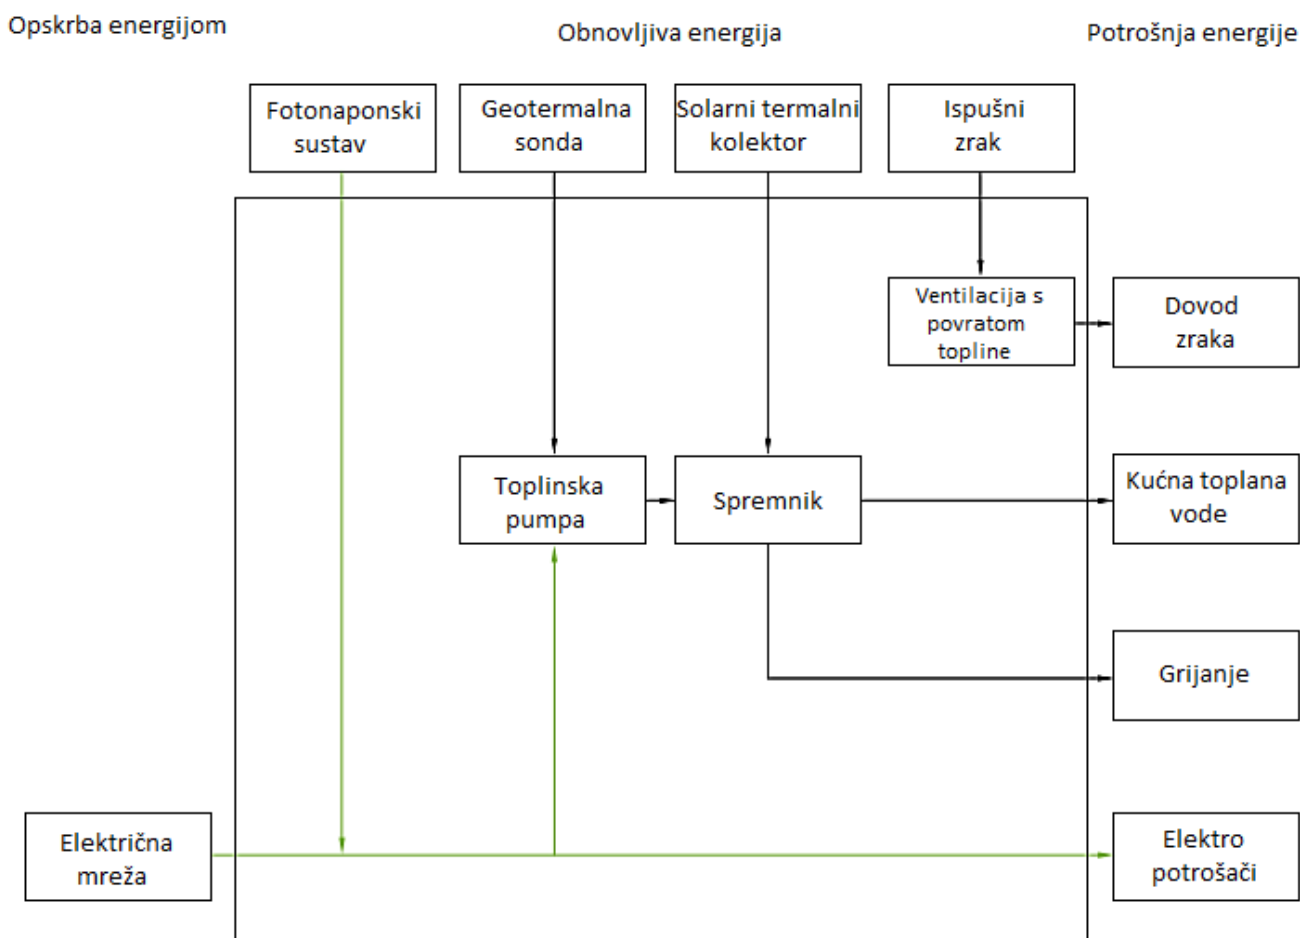 Opskrba energijom
Obnovljiva energija
Potrošnja energije
Fotonaponski
sustav
Geotermalna
sonda
Solarni termalni
kolektor
Ispušni
zrak
Ventilacija s
povratom
topline
Dovod
zraka
Toplinska
pumpa
Spremnik
Kućna toplana
vode
Grijanje
Elektrićna
mreža
Elektro
potrošači